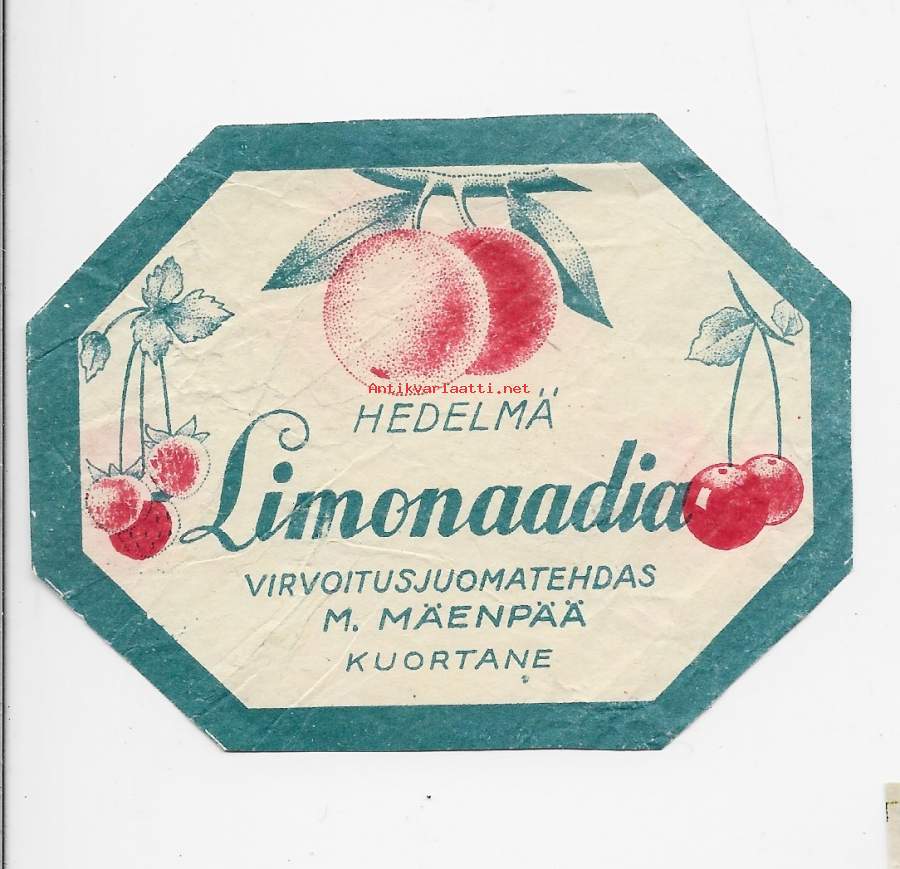 Antikvariaatti.net
HEDELMÄ
Limonaadia
VIRVOITUSJUOMATEHDAS
M. MÄENPÄÄ
KUORTANE